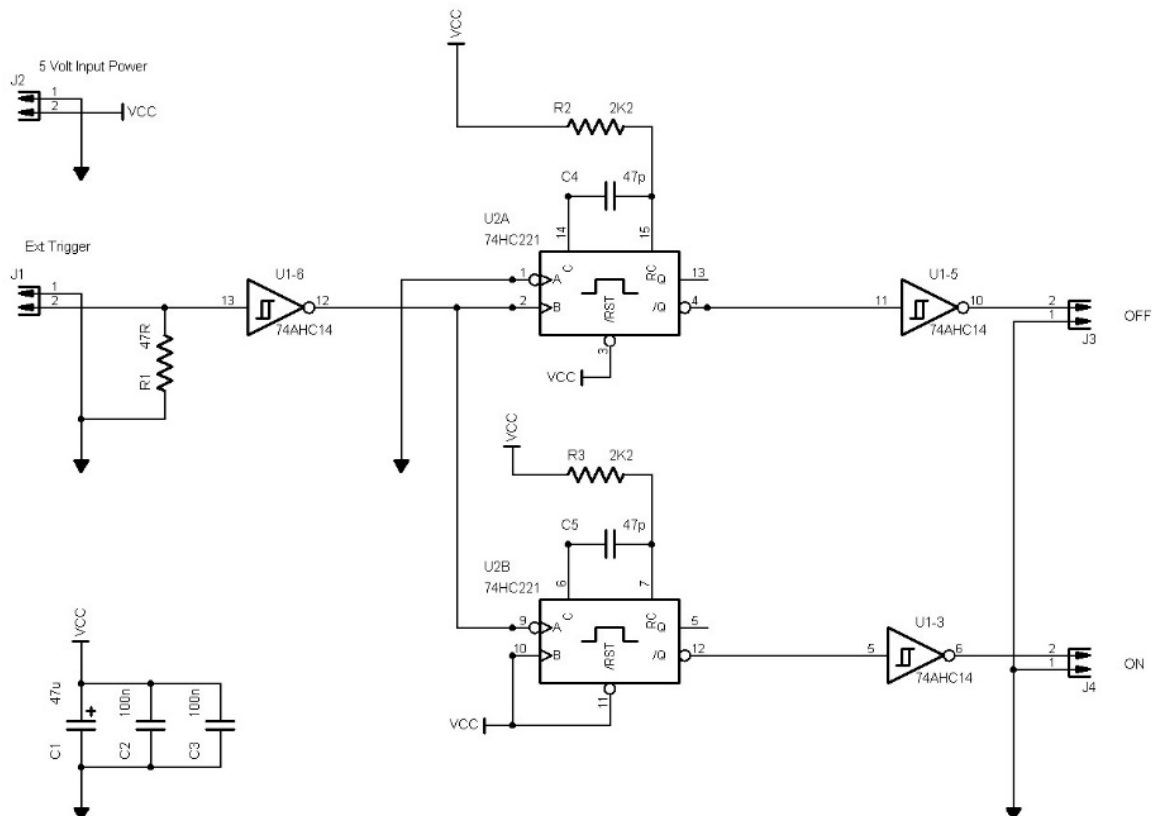 5 Volt Input Power
J2
1
2
VCC
VCC
R2 2K2
C4 47p
14
15
U2A
74HC221
Ext Trigger
J1
1
2
47R
R1
13
U1-6
12
74AHC14
1
2
A
B
C
RC
Q
/Q
/RST
13
4
3
VCC
11
U1-5
10
74AHC14
2
1
J3
OFF
VCC
R3 2K2
C5 47p
6
7
U2B
74HC221
9
10
A
B
C
RC
Q
/Q
/RST
5
12
11
VCC
5
U1-3
6
74AHC14
2
1
J4
ON
VCC
47u
+
100n
100n
C1
C2
C3